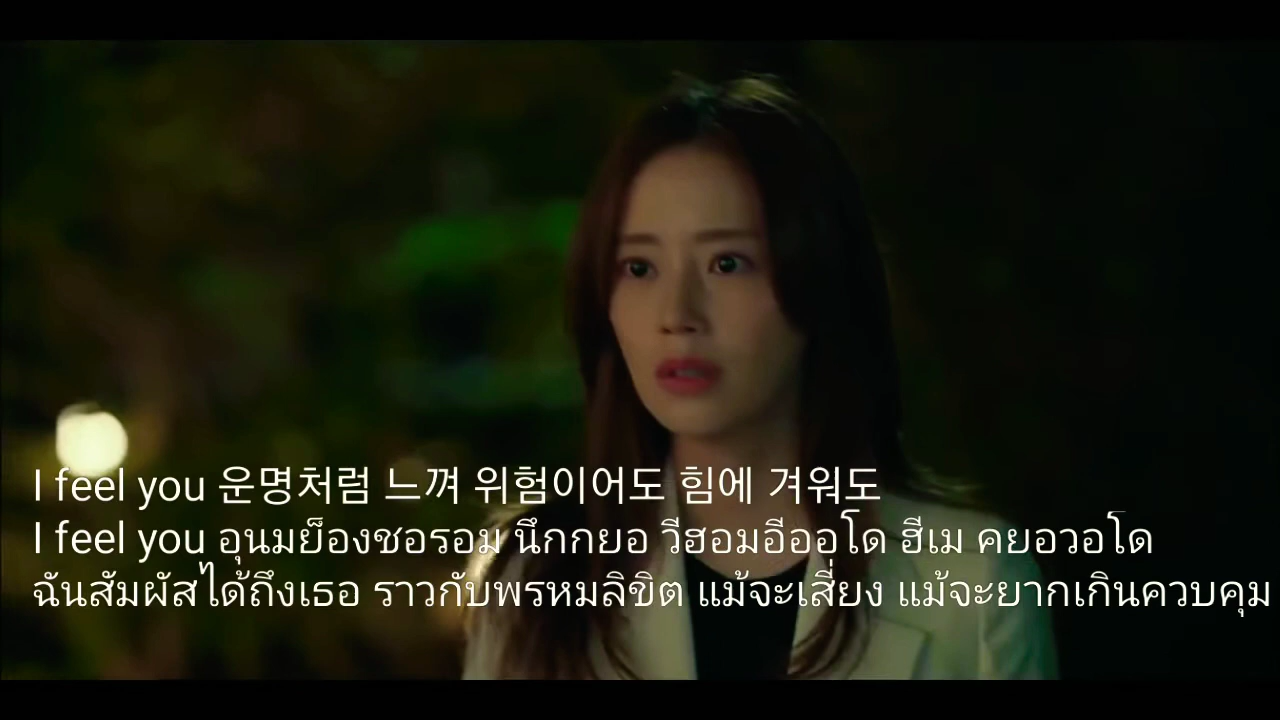 I feel you 운명처럼 느껴 위험이어도 힘에 겨워도
I feel you อุนมย็องชอรอม นึกกยอ วีฮอมอีออโด ฮีเม คยอวอโด
ฉันสัมผัสได้ถึงเธอ ราวกับพรหมลิขิต แม้จะเสี่ยง แม้จะยากเกินควบคุม